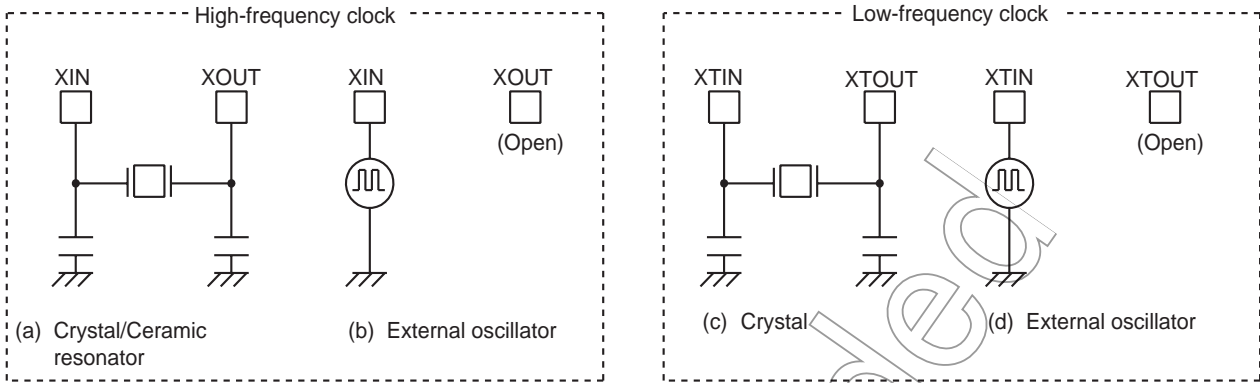 High-frequency clock
XIN XOUT XIN XOUT
(Open)
(a) Crystal/Ceramic
resonator
(b) External oscillator
Low-frequency clock
XTIN XTOUT XTIN XTOUT
(Open)
(c) Crystal
(d) External oscillator
ded